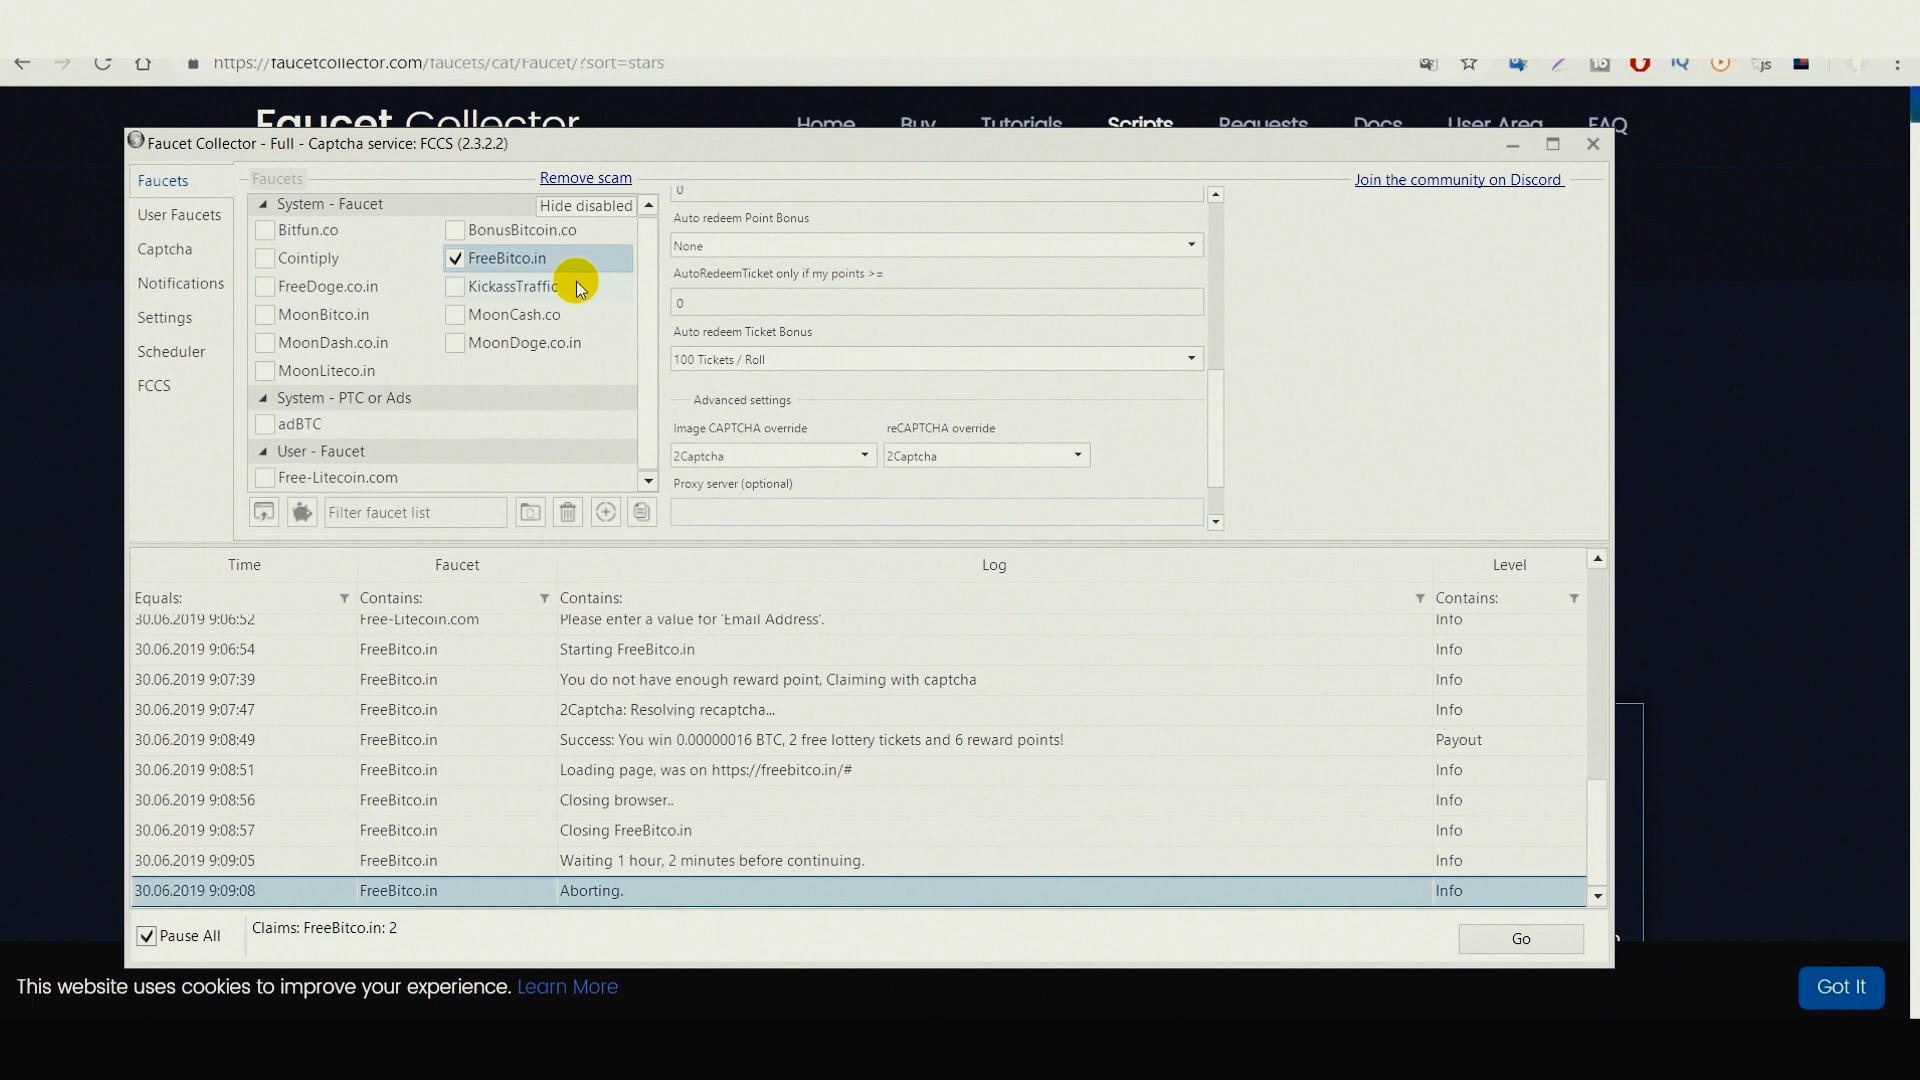 https://faucetcollector.com/faucets/cat/Faucet/?sort=stars
Faucet Collector
Home Buy Tutorials Scripts Requests Docs User Area FAQ
Faucet Collector - Full - Captcha service: FCCS (2.3.2.2)
Faucets
User Faucets
Captcha
Notifications
Settings
Scheduler
FCCS
Faucets
Remove scam
Join the community on Discord
System - Faucet
Hide disabled
Bitfun.co
BonusBitcoin.co
Cointiply
FreeBitco.in
FreeDoge.co.in
KickassTraffic
MoonBitco.in
MoonCash.co
MoonDash.co.in
MoonDoge.co.in
MoonLiteco.in
System - PTC or Ads
adBTC
User - Faucet
Free-Litecoin.com
Filter faucet list
0
Auto redeem Point Bonus
None
AutoRedeemTicket only if my points >=
0
Auto redeem Ticket Bonus
100 Tickets / Roll
Advanced settings
Image CAPTCHA override
reCAPTCHA override
2Captcha
2Captcha
Proxy server (optional)
Time Faucet Log Level
Equals: Contains: Contains: Contains:
30.06.2019 9:06:52 Free-Litecoin.com Please enter a value for 'Email Address'. Info
30.06.2019 9:06:54 FreeBitco.in Starting FreeBitco.in Info
30.06.2019 9:07:39 FreeBitco.in You do not have enough reward point, Claiming with captcha Info
30.06.2019 9:07:47 FreeBitco.in 2Captcha: Resolving recaptcha... Info
30.06.2019 9:08:49 FreeBitco.in Success: You win 0.00000016 BTC, 2 free lottery tickets and 6 reward points! Payout
30.06.2019 9:08:51 FreeBitco.in Loading page, was on https://freebitco.in/# Info
30.06.2019 9:08:56 FreeBitco.in Closing browser.. Info
30.06.2019 9:08:57 FreeBitco.in Closing FreeBitco.in Info
30.06.2019 9:09:05 FreeBitco.in Waiting 1 hour, 2 minutes before continuing. Info
30.06.2019 9:09:08 FreeBitco.in Aborting. Info
Pause All
Claims: FreeBitco.in: 2
Go
This website uses cookies to improve your experience. Learn More
Got It